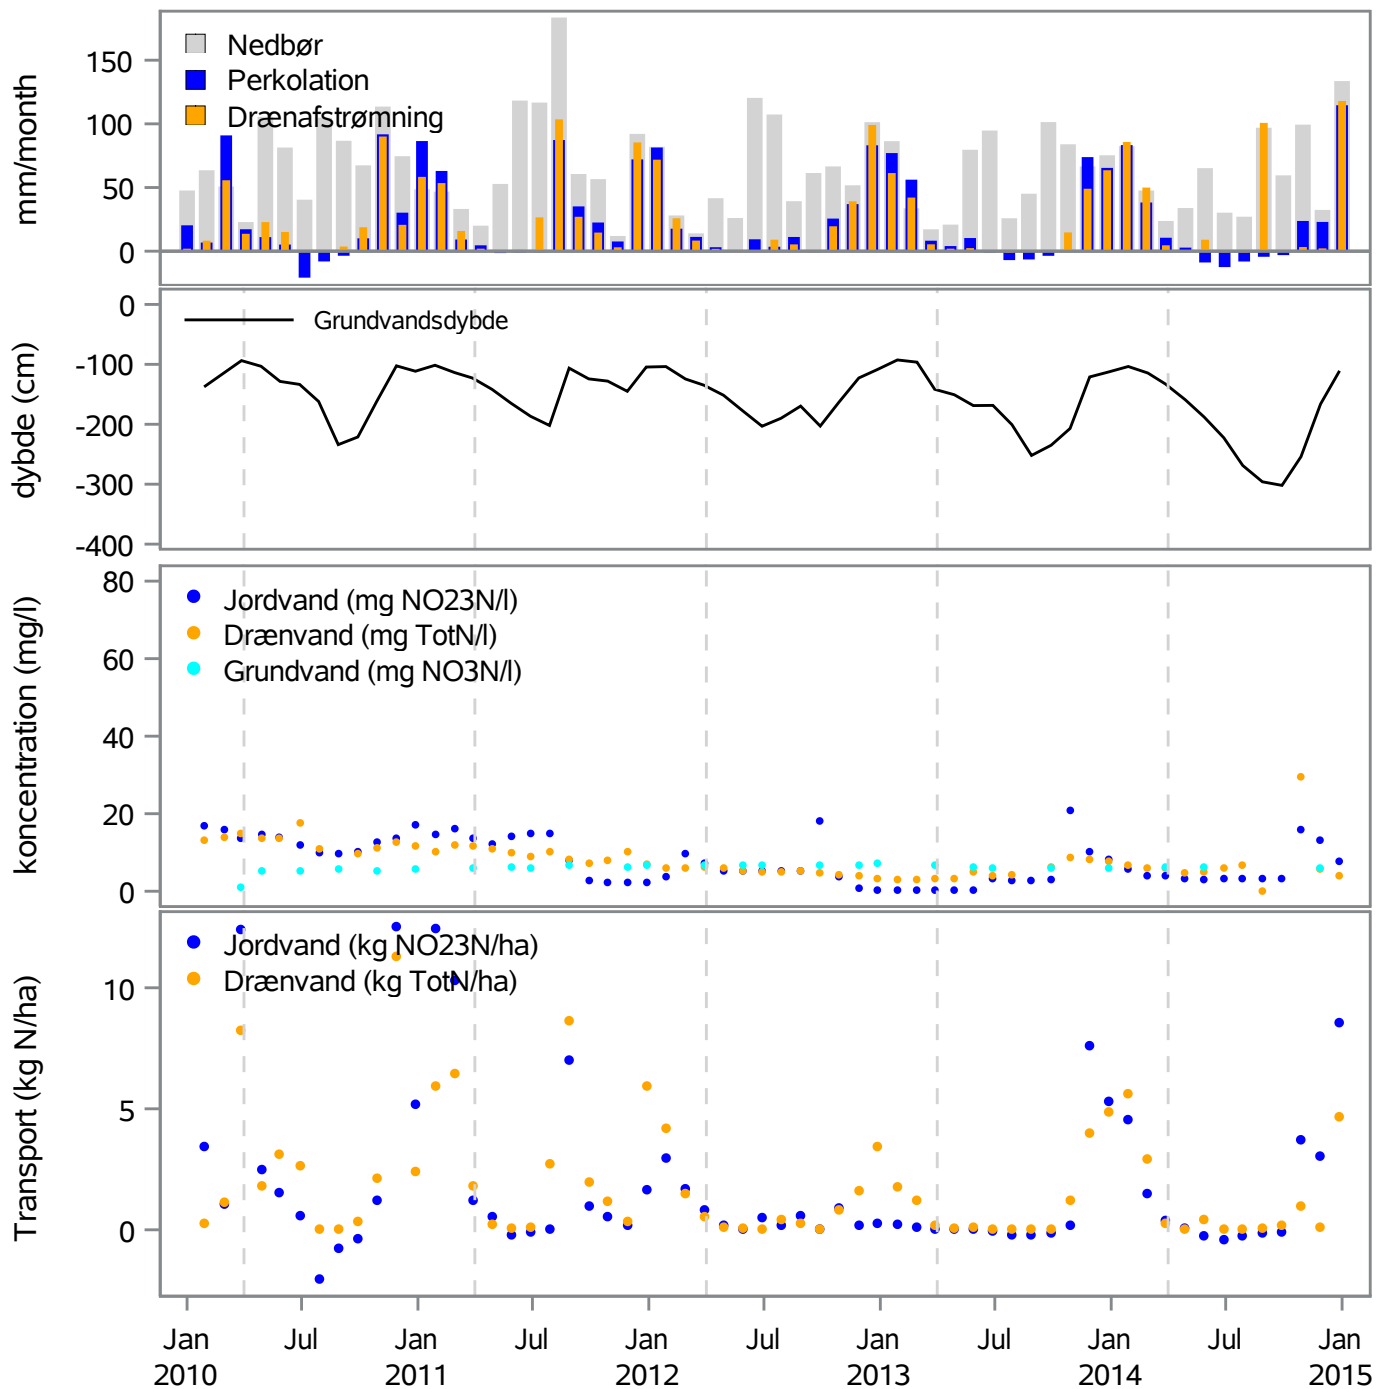 mm/month
150
100
50
0
Nedbør
Perkolation
Drænafstrømning
dybde (cm)
0
-100
-200
-300
-400
Grundvandsdybde
koncentration (mg/l)
80
60
40
20
0
Jordvand (mg NO23N/l)
Drænvand (mg TotN/l)
Grundvand (mg NO3N/l)
Transport (kg N/ha)
10
5
0
Jordvand (kg NO23N/ha)
Drænvand (kg TotN/ha)
Jan Jul Jan Jul Jan Jul Jan Jul Jan Jul Jan
2010 2011 2012 2013 2014 2015